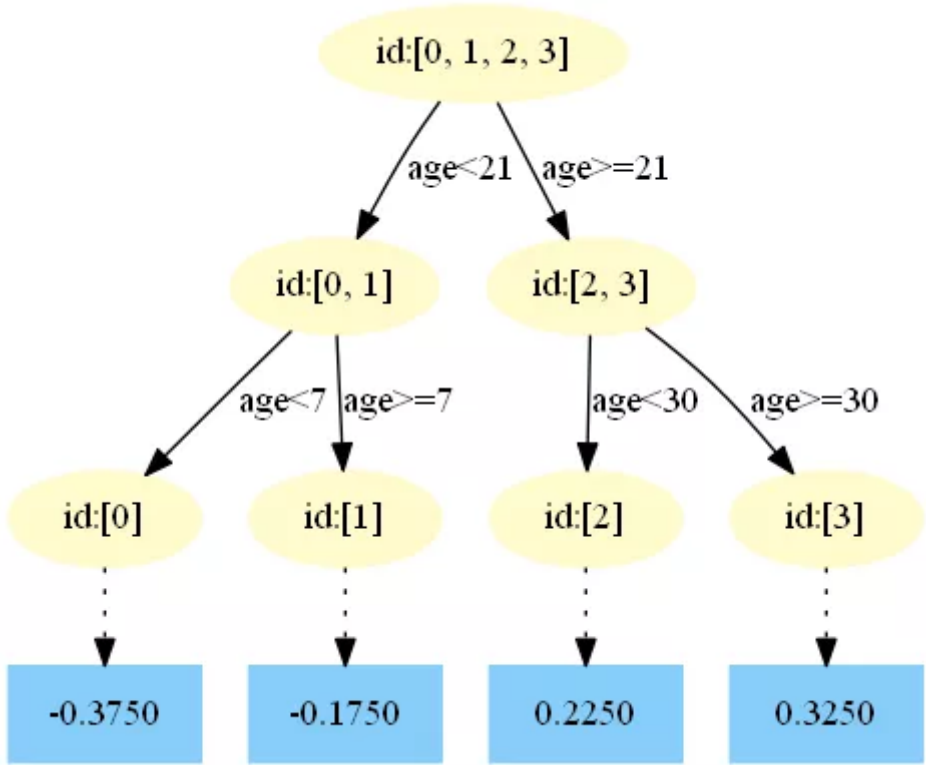 id:[0, 1, 2, 3]
age<21
age>=21
id:[0, 1]
id:[2, 3]
age<7
age>=7
age<30
age>=30
id:[0]
id:[1]
id:[2]
id:[3]
-0.3750
-0.1750
0.2250
0.3250